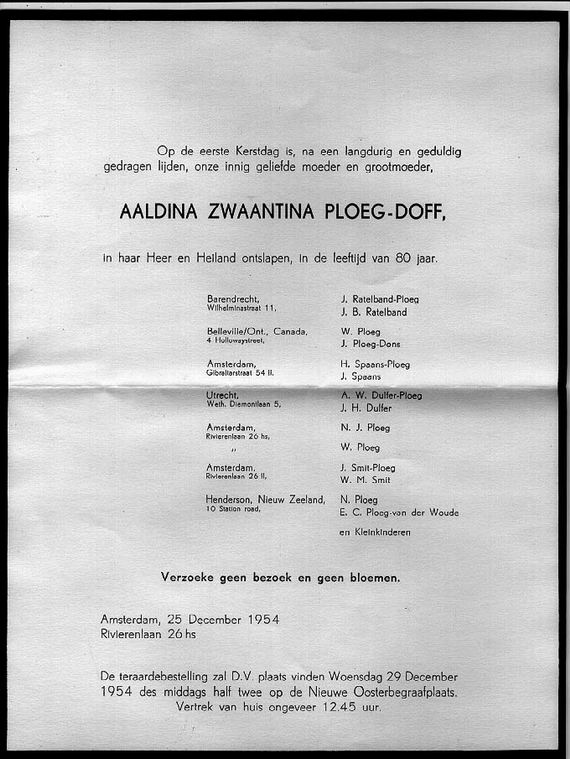 Op de eerste Kerstdag is, na een langdurig en geduldig
gedragen lijden, onze innig geliefde moeder en grootmoeder,
AALDINA ZWAANTINA PLOEG-DOFF,
in haar Heer en Heiland ontslapen, in de leeftijd van 80 jaar.
Barendrecht, J. Ratelband-Ploeg
Wilhelminastraat 11, J. B. Ratelband
Belleville/Ont., Canada, W. Ploeg
4 Hollowaystreet, J. Ploeg-Dons
Amsterdam, H. Spaans-Ploeg
Gibraltarstraat 54 II. J. Spaans
Utrecht, A. W. Dulfer-Ploeg
Weth. Diemontlaan 5, J. H. Dulfer
Amsterdam, N. J. Ploeg
Rivierenlaan 26 hs,
„ W. Ploeg
Amsterdam, J. Smit-Ploeg
Rivierenlaan 26 II, W. M. Smit
Henderson, Nieuw Zeeland, N. Ploeg
10 Station road, E. C. Ploeg-van der Woude
en Kleinkinderen
Verzoeke geen bezoek en geen bloemen.
Amsterdam, 25 December 1954
Rivierenlaan 26 hs
De teraardebestelling zal D.V. plaats vinden Woensdag 29 December
1954 des middags half twee op de Nieuwe Oosterbegraafplaats.
Vertrek van huis ongeveer 12.45 uur.